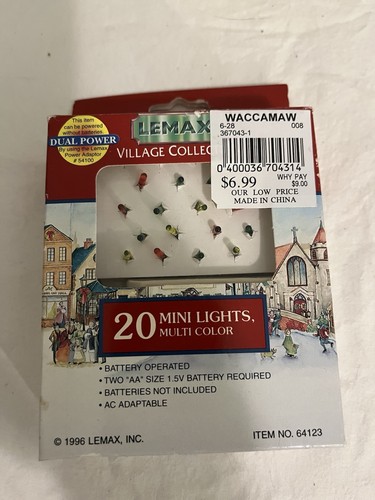 This item
can be powered
without batteries
DUAL POWER
By using the Lemax
Power Adaptor
# 54100
LEMAX
VILLAGE COLLEC
WACCAMAW
6-28 008
367043-1
0 400036 704314
$6.99 WHY PAY
$9.00
OUR LOW PRICE
MADE IN CHINA
20 MINI LIGHTS,
MULTI COLOR
• BATTERY OPERATED
• TWO "AA" SIZE 1.5V BATTERY REQUIRED
• BATTERIES NOT INCLUDED
• AC ADAPTABLE
© 1996 LEMAX, INC. ITEM NO. 64123